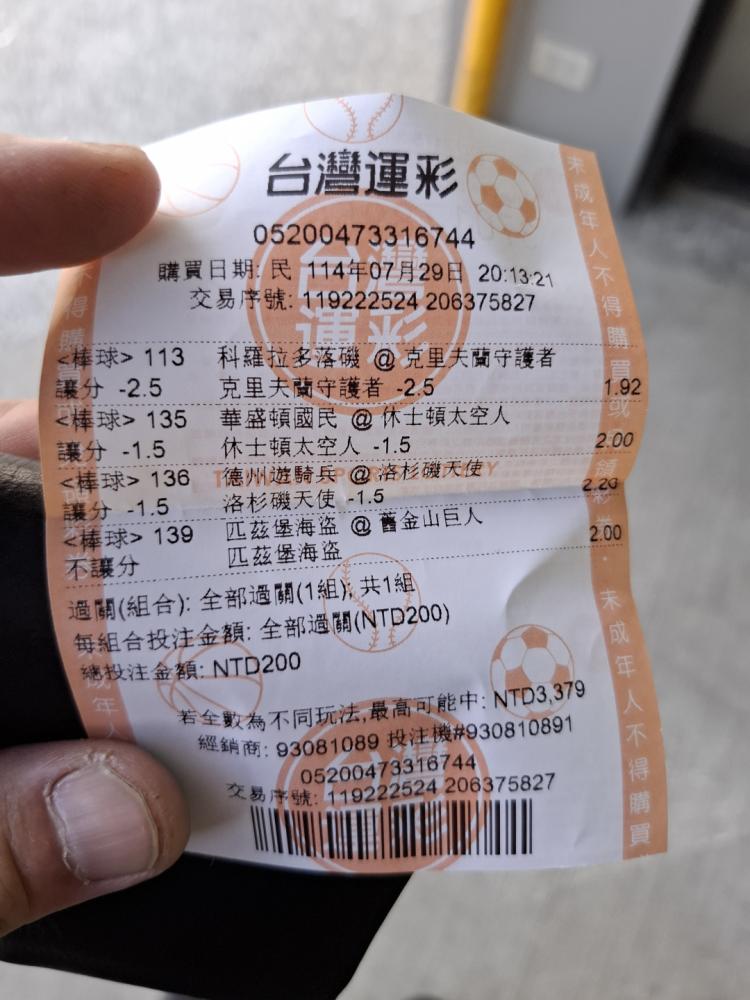 台灣運彩
05200473316744
購買日期: 民 114年07月29日 20:13:21
交易序號: 119222524 206375827
<棒球> 113 科羅拉多落磯 @ 克里夫蘭守護者
讓分 -2.5 克里夫蘭守護者 -2.5 1.92
<棒球> 135 華盛頓國民 @ 休士頓太空人
讓分 -1.5 休士頓太空人 -1.5 2.00
<棒球> 136 德州遊騎兵 @ 洛杉磯天使
讓分 -1.5 洛杉磯天使 -1.5 2.20
<棒球> 139 匹茲堡海盜 @ 舊金山巨人
不讓分 匹茲堡海盜 2.00
過關(組合): 全部過關(1組), 共1組
每組合投注金額: 全部過關(NTD200)
總投注金額: NTD200
若全數為不同玩法,最高可能中: NTD3,379
經銷商: 93081089 投注機#930810891
05200473316744
交易序號: 119222524 206375827
台灣運彩
未成年人不得購買或
未成年人不得購買